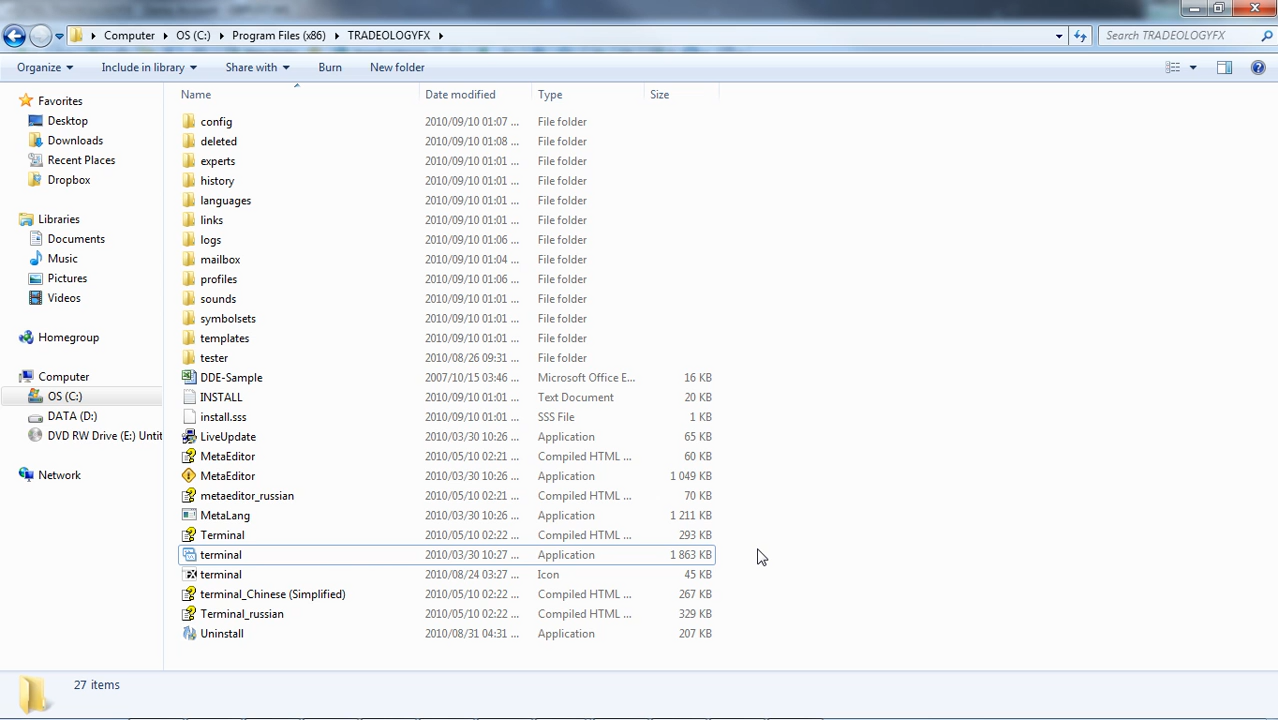 Computer OS (C:) Program Files (x86) TRADEOLOGYFX Search TRADEOLOGYFX
Organize Include in library Share with Burn New folder
Name Date modified Type Size
Favorites
Desktop
Downloads
Recent Places
Dropbox
Libraries
Documents
Music
Pictures
Videos
Homegroup
Computer
OS (C:)
DATA (D:)
DVD RW Drive (E:) Untit
Network
config 2010/09/10 01:07 ... File folder
deleted 2010/09/10 01:08 ... File folder
experts 2010/09/10 01:01 ... File folder
history 2010/09/10 01:01 ... File folder
languages 2010/09/10 01:01 ... File folder
links 2010/09/10 01:01 ... File folder
logs 2010/09/10 01:06 ... File folder
mailbox 2010/09/10 01:04 ... File folder
profiles 2010/09/10 01:06 ... File folder
sounds 2010/09/10 01:01 ... File folder
symbolsets 2010/09/10 01:01 ... File folder
templates 2010/09/10 01:01 ... File folder
tester 2010/08/26 09:31 ... File folder
DDE-Sample 2007/10/15 03:46 ... Microsoft Office E... 16 KB
INSTALL 2010/09/10 01:01 ... Text Document 20 KB
install.sss 2010/09/10 01:01 ... SSS File 1 KB
LiveUpdate 2010/03/30 10:26 ... Application 65 KB
MetaEditor 2010/05/10 02:21 ... Compiled HTML ... 60 KB
MetaEditor 2010/03/30 10:26 ... Application 1 049 KB
metaeditor_russian 2010/05/10 02:21 ... Compiled HTML ... 70 KB
MetaLang 2010/03/30 10:26 ... Application 1 211 KB
Terminal 2010/05/10 02:22 ... Compiled HTML ... 293 KB
terminal 2010/03/30 10:27 ... Application 1 863 KB
terminal 2010/08/24 03:27 ... Icon 45 KB
terminal_Chinese (Simplified) 2010/05/10 02:22 ... Compiled HTML ... 267 KB
Terminal_russian 2010/05/10 02:22 ... Compiled HTML ... 329 KB
Uninstall 2010/08/31 04:31 ... Application 207 KB
27 items